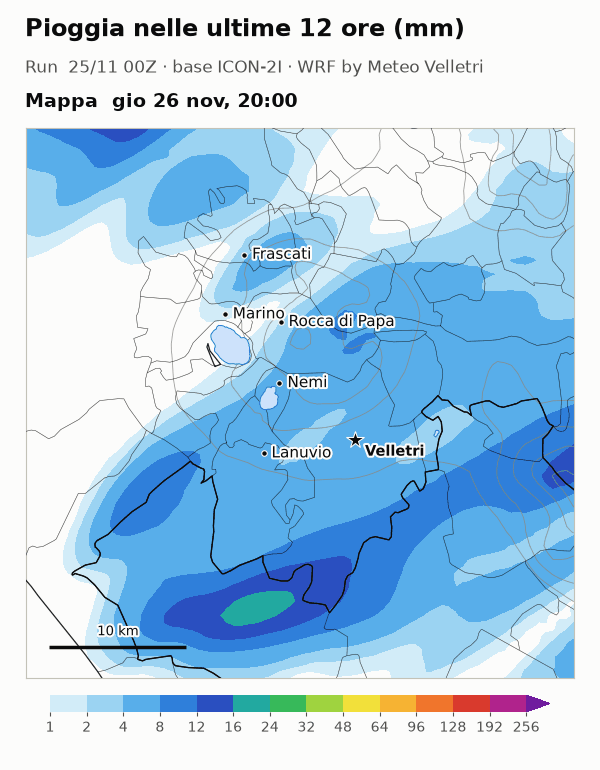 Pioggia nelle ultime 12 ore (mm)
Run  25/11 00Z · base ICON-2I · WRF by Meteo Velletri
Mappa  gio 26 nov, 20:00
Frascati
Marino
Rocca di Papa
Nemi
Velletri
Lanuvio
10 km
1 2 4 8 12 16 24 32 48 64 96 128 192 256